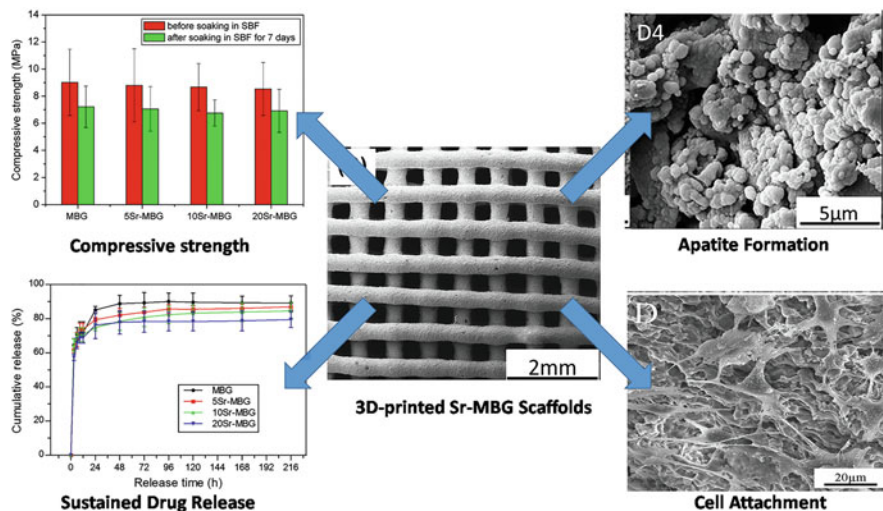 14
12
10
8
6
4
2
0
Compressive strength (MPa)
before soaking in SBF
after soaking in SBF for 7 days
MBG 5Sr-MBG 10Sr-MBG 20Sr-MBG
Compressive strength
D4
5μm
Apatite Formation
2mm
3D-printed Sr-MBG Scaffolds
100
80
60
40
20
0
Cumulative release (%)
MBG
5Sr-MBG
10Sr-MBG
20Sr-MBG
0 24 48 72 96 120 144 168 192 216
Release time (h)
Sustained Drug Release
D
20μm
Cell Attachment